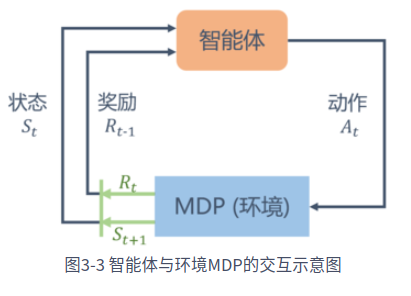 智能体
状态
S_t
奖励
R_{t-1}
动作
A_t
R_t
MDP (环境)
S_{t+1}
图3-3 智能体与环境MDP的交互示意图